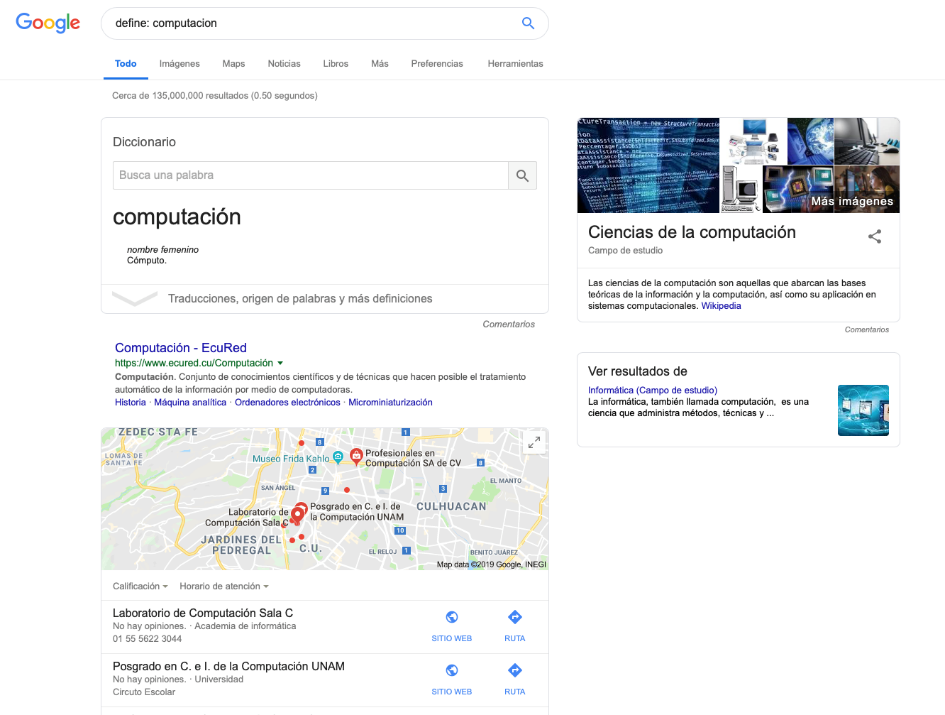 Google
define: computacion
Todo Imágenes Maps Noticias Libros Más Preferencias Herramientas
Cerca de 135,000,000 resultados (0.50 segundos)
Diccionario
Busca una palabra
computación
nombre femenino
Cómputo.
Traducciones, origen de palabras y más definiciones
Comentarios
Computación - EcuRed
https://www.ecured.cu/Computación
Computación. Conjunto de conocimientos científicos y de técnicas que hacen posible el tratamiento
automático de la información por medio de computadoras.
Historia · Máquina analítica · Ordenadores electrónicos · Microminiaturización
ZEDEC STA FE
LOMAS DE
SANTA FE
Museo Frida Kahlo
Profesionales en
Computación SA de CV
SAN ÁNGEL
EL MANTO
CULHUACAN
Laboratorio de
Computación Sala C
Posgrado en C. e I. de
la Computación UNAM
JARDINES DEL
PEDREGAL
C.U.
EL RELOJ
BENITO JUÁREZ
Map data ©2019 Google, INEGI
Calificación Horario de atención
Laboratorio de Computación Sala C
No hay opiniones. · Academia de informática
01 55 5622 3044
SITIO WEB RUTA
Posgrado en C. e I. de la Computación UNAM
No hay opiniones. · Universidad
Circuto Escolar
SITIO WEB RUTA
Más imágenes
Ciencias de la computación
Campo de estudio
Las ciencias de la computación son aquellas que abarcan las bases
teóricas de la información y la computación, así como su aplicación en
sistemas computacionales. Wikipedia
Comentarios
Ver resultados de
Informática (Campo de estudio)
La informática, también llamada computación, es una
ciencia que administra métodos, técnicas y ...